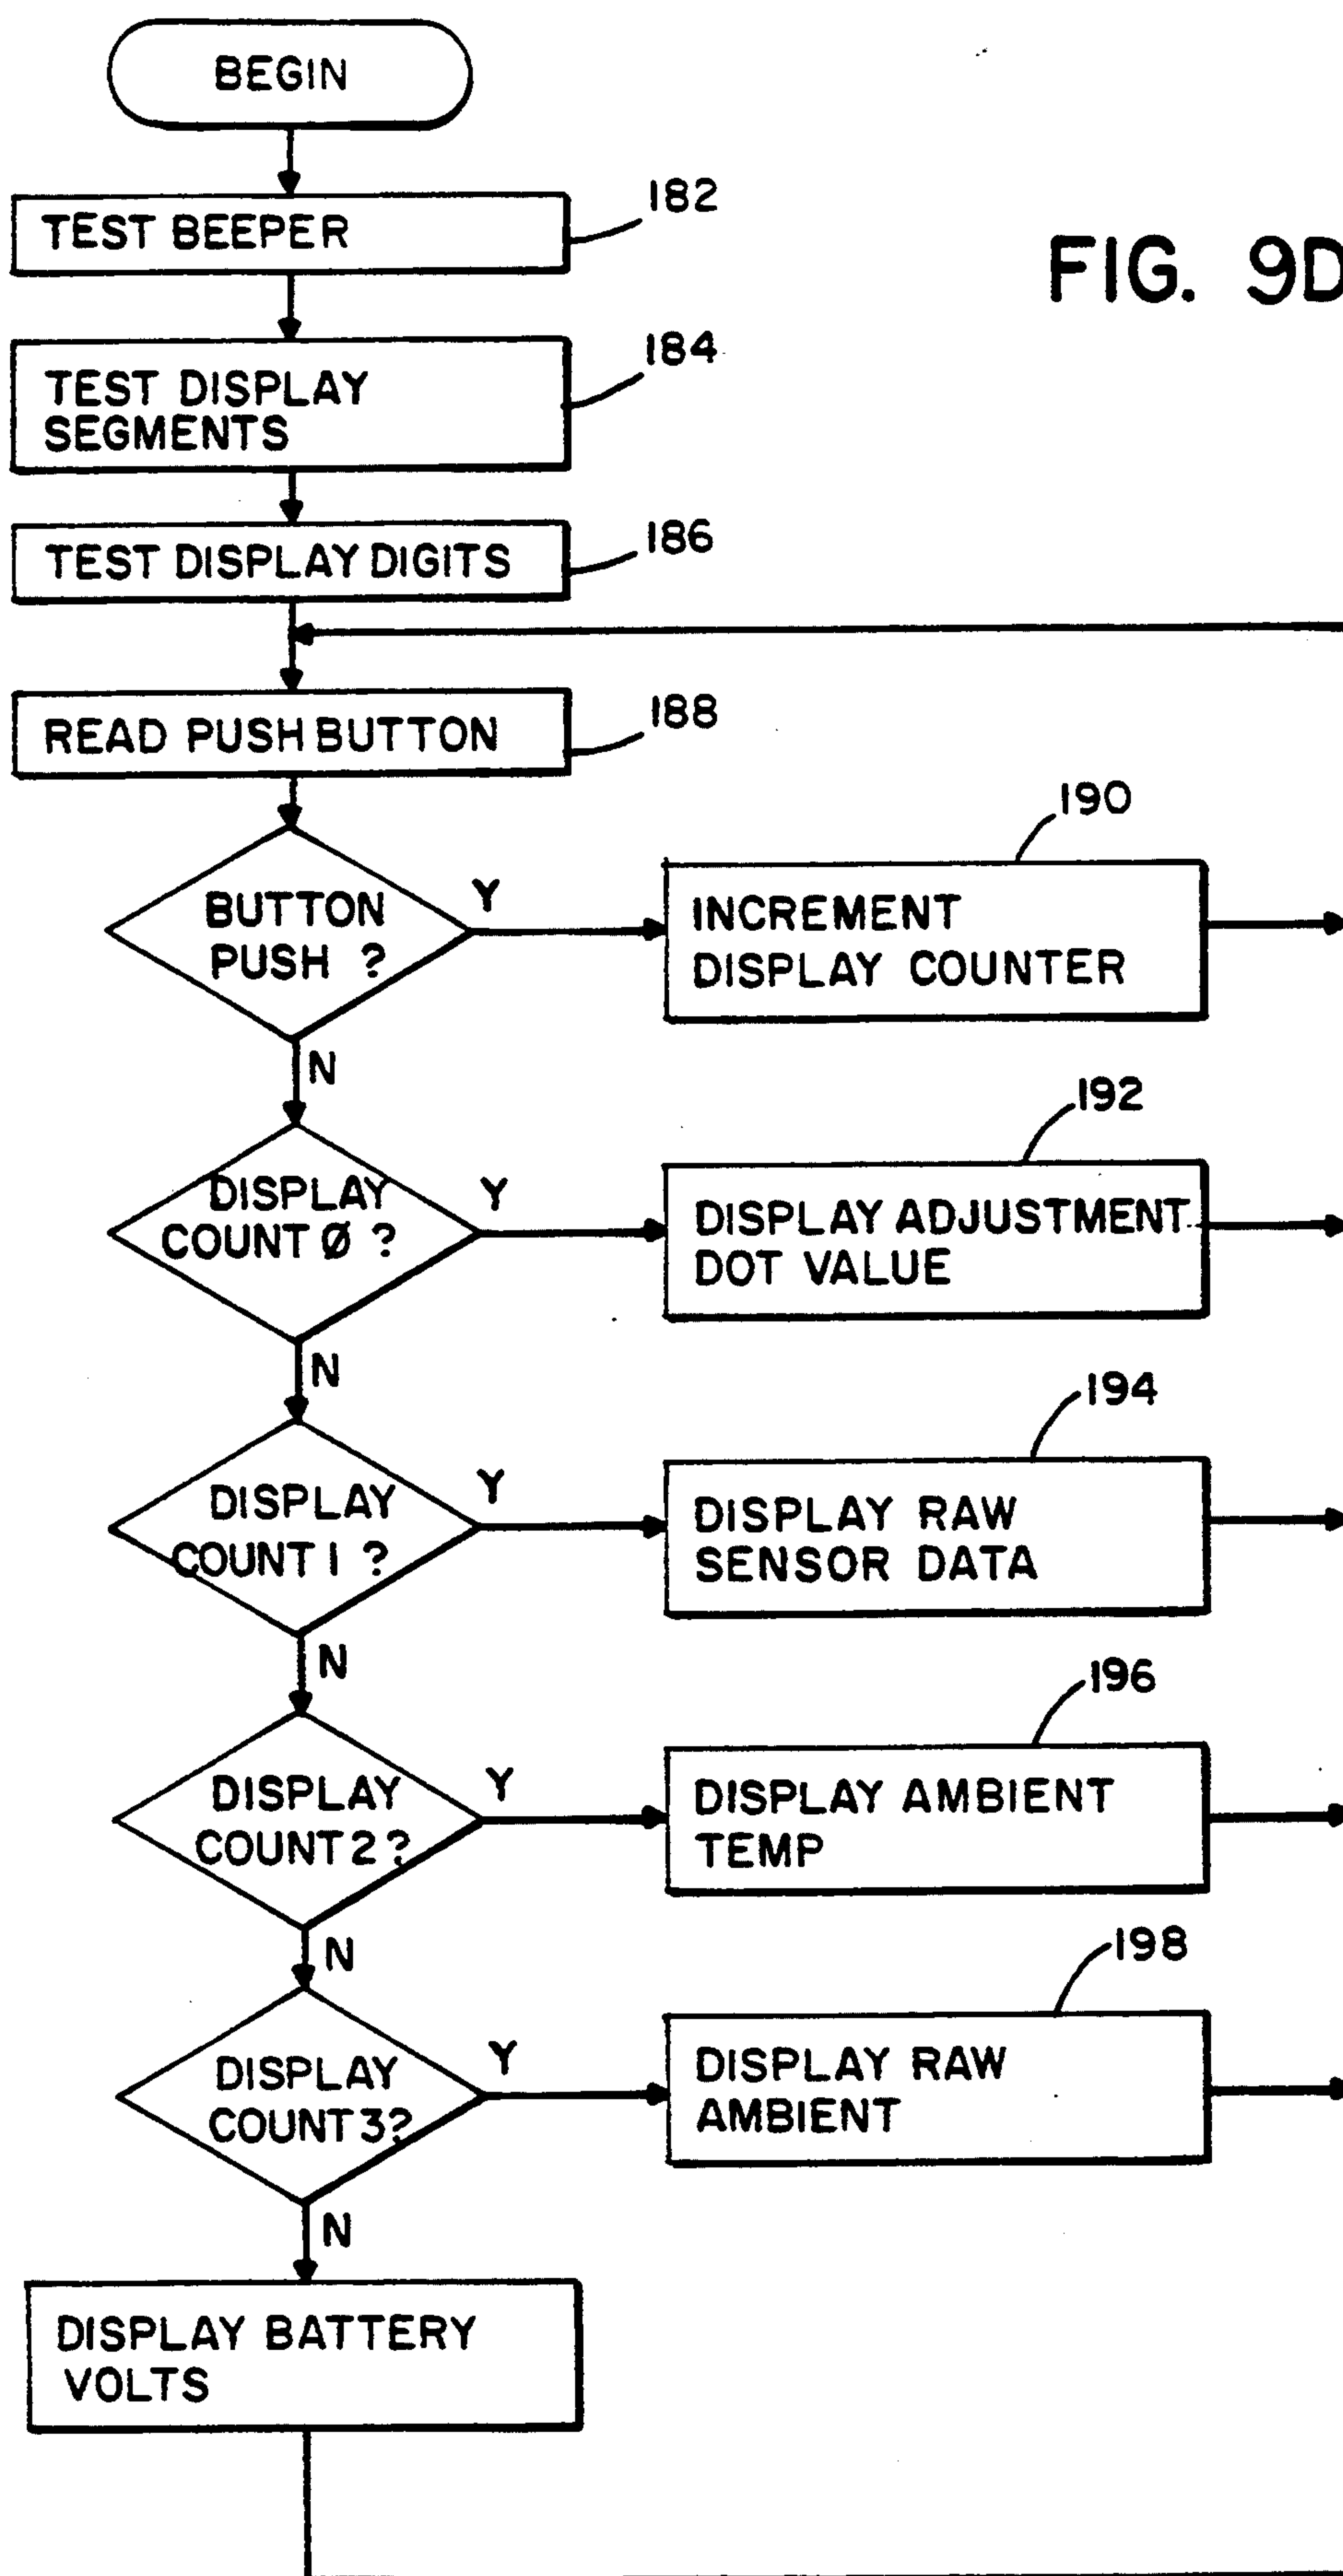 BEGIN
TEST BEEPER
182
FIG. 9D
TEST DISPLAY
SEGMENTS
184
TEST DISPLAY DIGITS
186
READ PUSH BUTTON
188
BUTTON
PUSH ?
Y
N
INCREMENT
DISPLAY COUNTER
190
DISPLAY
COUNT Ø ?
Y
N
DISPLAY ADJUSTMENT
DOT VALUE
192
DISPLAY
COUNT 1 ?
Y
N
DISPLAY RAW
SENSOR DATA
194
DISPLAY
COUNT 2 ?
Y
N
DISPLAY AMBIENT
TEMP
196
DISPLAY
COUNT 3?
Y
N
DISPLAY RAW
AMBIENT
198
DISPLAY BATTERY
VOLTS